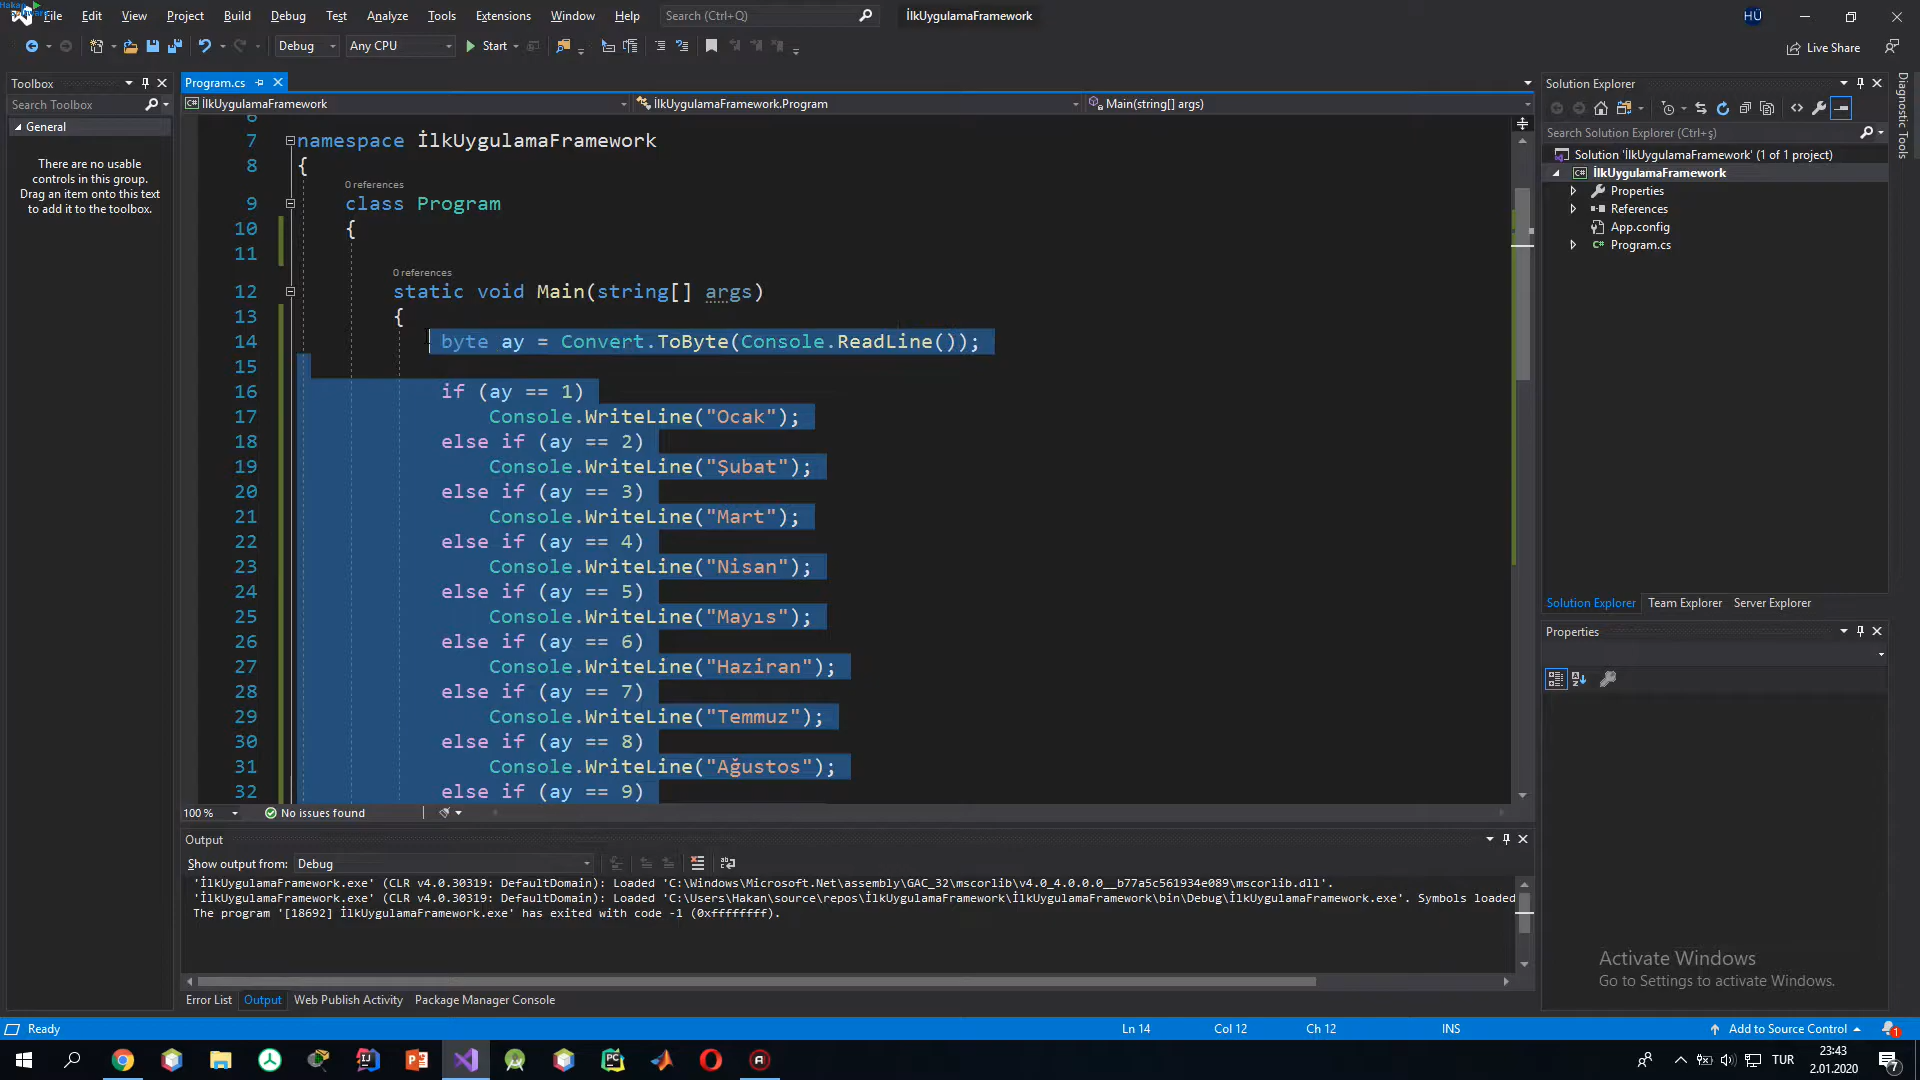 File Edit View Project Build Debug Test Analyze Tools Extensions Window Help Search (Ctrl+Q) İlkUygulamaFramework HÜ
Debug Any CPU Start Live Share
Toolbox
Search Toolbox
General
There are no usable
controls in this group.
Drag an item onto this text
to add it to the toolbox.
Program.cs
İlkUygulamaFramework İlkUygulamaFramework.Program Main(string[] args)
6
7 namespace İlkUygulamaFramework
8 {
0 references
9 class Program
10 {
11
0 references
12 static void Main(string[] args)
13 {
14 byte ay = Convert.ToByte(Console.ReadLine());
15
16 if (ay == 1)
17 Console.WriteLine("Ocak");
18 else if (ay == 2)
19 Console.WriteLine("Şubat");
20 else if (ay == 3)
21 Console.WriteLine("Mart");
22 else if (ay == 4)
23 Console.WriteLine("Nisan");
24 else if (ay == 5)
25 Console.WriteLine("Mayıs");
26 else if (ay == 6)
27 Console.WriteLine("Haziran");
28 else if (ay == 7)
29 Console.WriteLine("Temmuz");
30 else if (ay == 8)
31 Console.WriteLine("Ağustos");
32 else if (ay == 9)
100 % No issues found
Output
Show output from: Debug
'İlkUygulamaFramework.exe' (CLR v4.0.30319: DefaultDomain): Loaded 'C:\Windows\Microsoft.Net\assembly\GAC_32\mscorlib\v4.0_4.0.0.0__b77a5c561934e089\mscorlib.dll'.
'İlkUygulamaFramework.exe' (CLR v4.0.30319: DefaultDomain): Loaded 'C:\Users\Hakan\source\repos\İlkUygulamaFramework\İlkUygulamaFramework\bin\Debug\İlkUygulamaFramework.exe'. Symbols loaded
The program '[18692] İlkUygulamaFramework.exe' has exited with code -1 (0xffffffff).
Error List Output Web Publish Activity Package Manager Console
Solution Explorer
Search Solution Explorer (Ctrl+ş)
Solution 'İlkUygulamaFramework' (1 of 1 project)
İlkUygulamaFramework
Properties
References
App.config
Program.cs
Solution Explorer Team Explorer Server Explorer
Properties
Diagnostic Tools
Activate Windows
Go to Settings to activate Windows.
Ready Ln 14 Col 12 Ch 12 INS Add to Source Control 1
TUR 23:43
2.01.2020 7